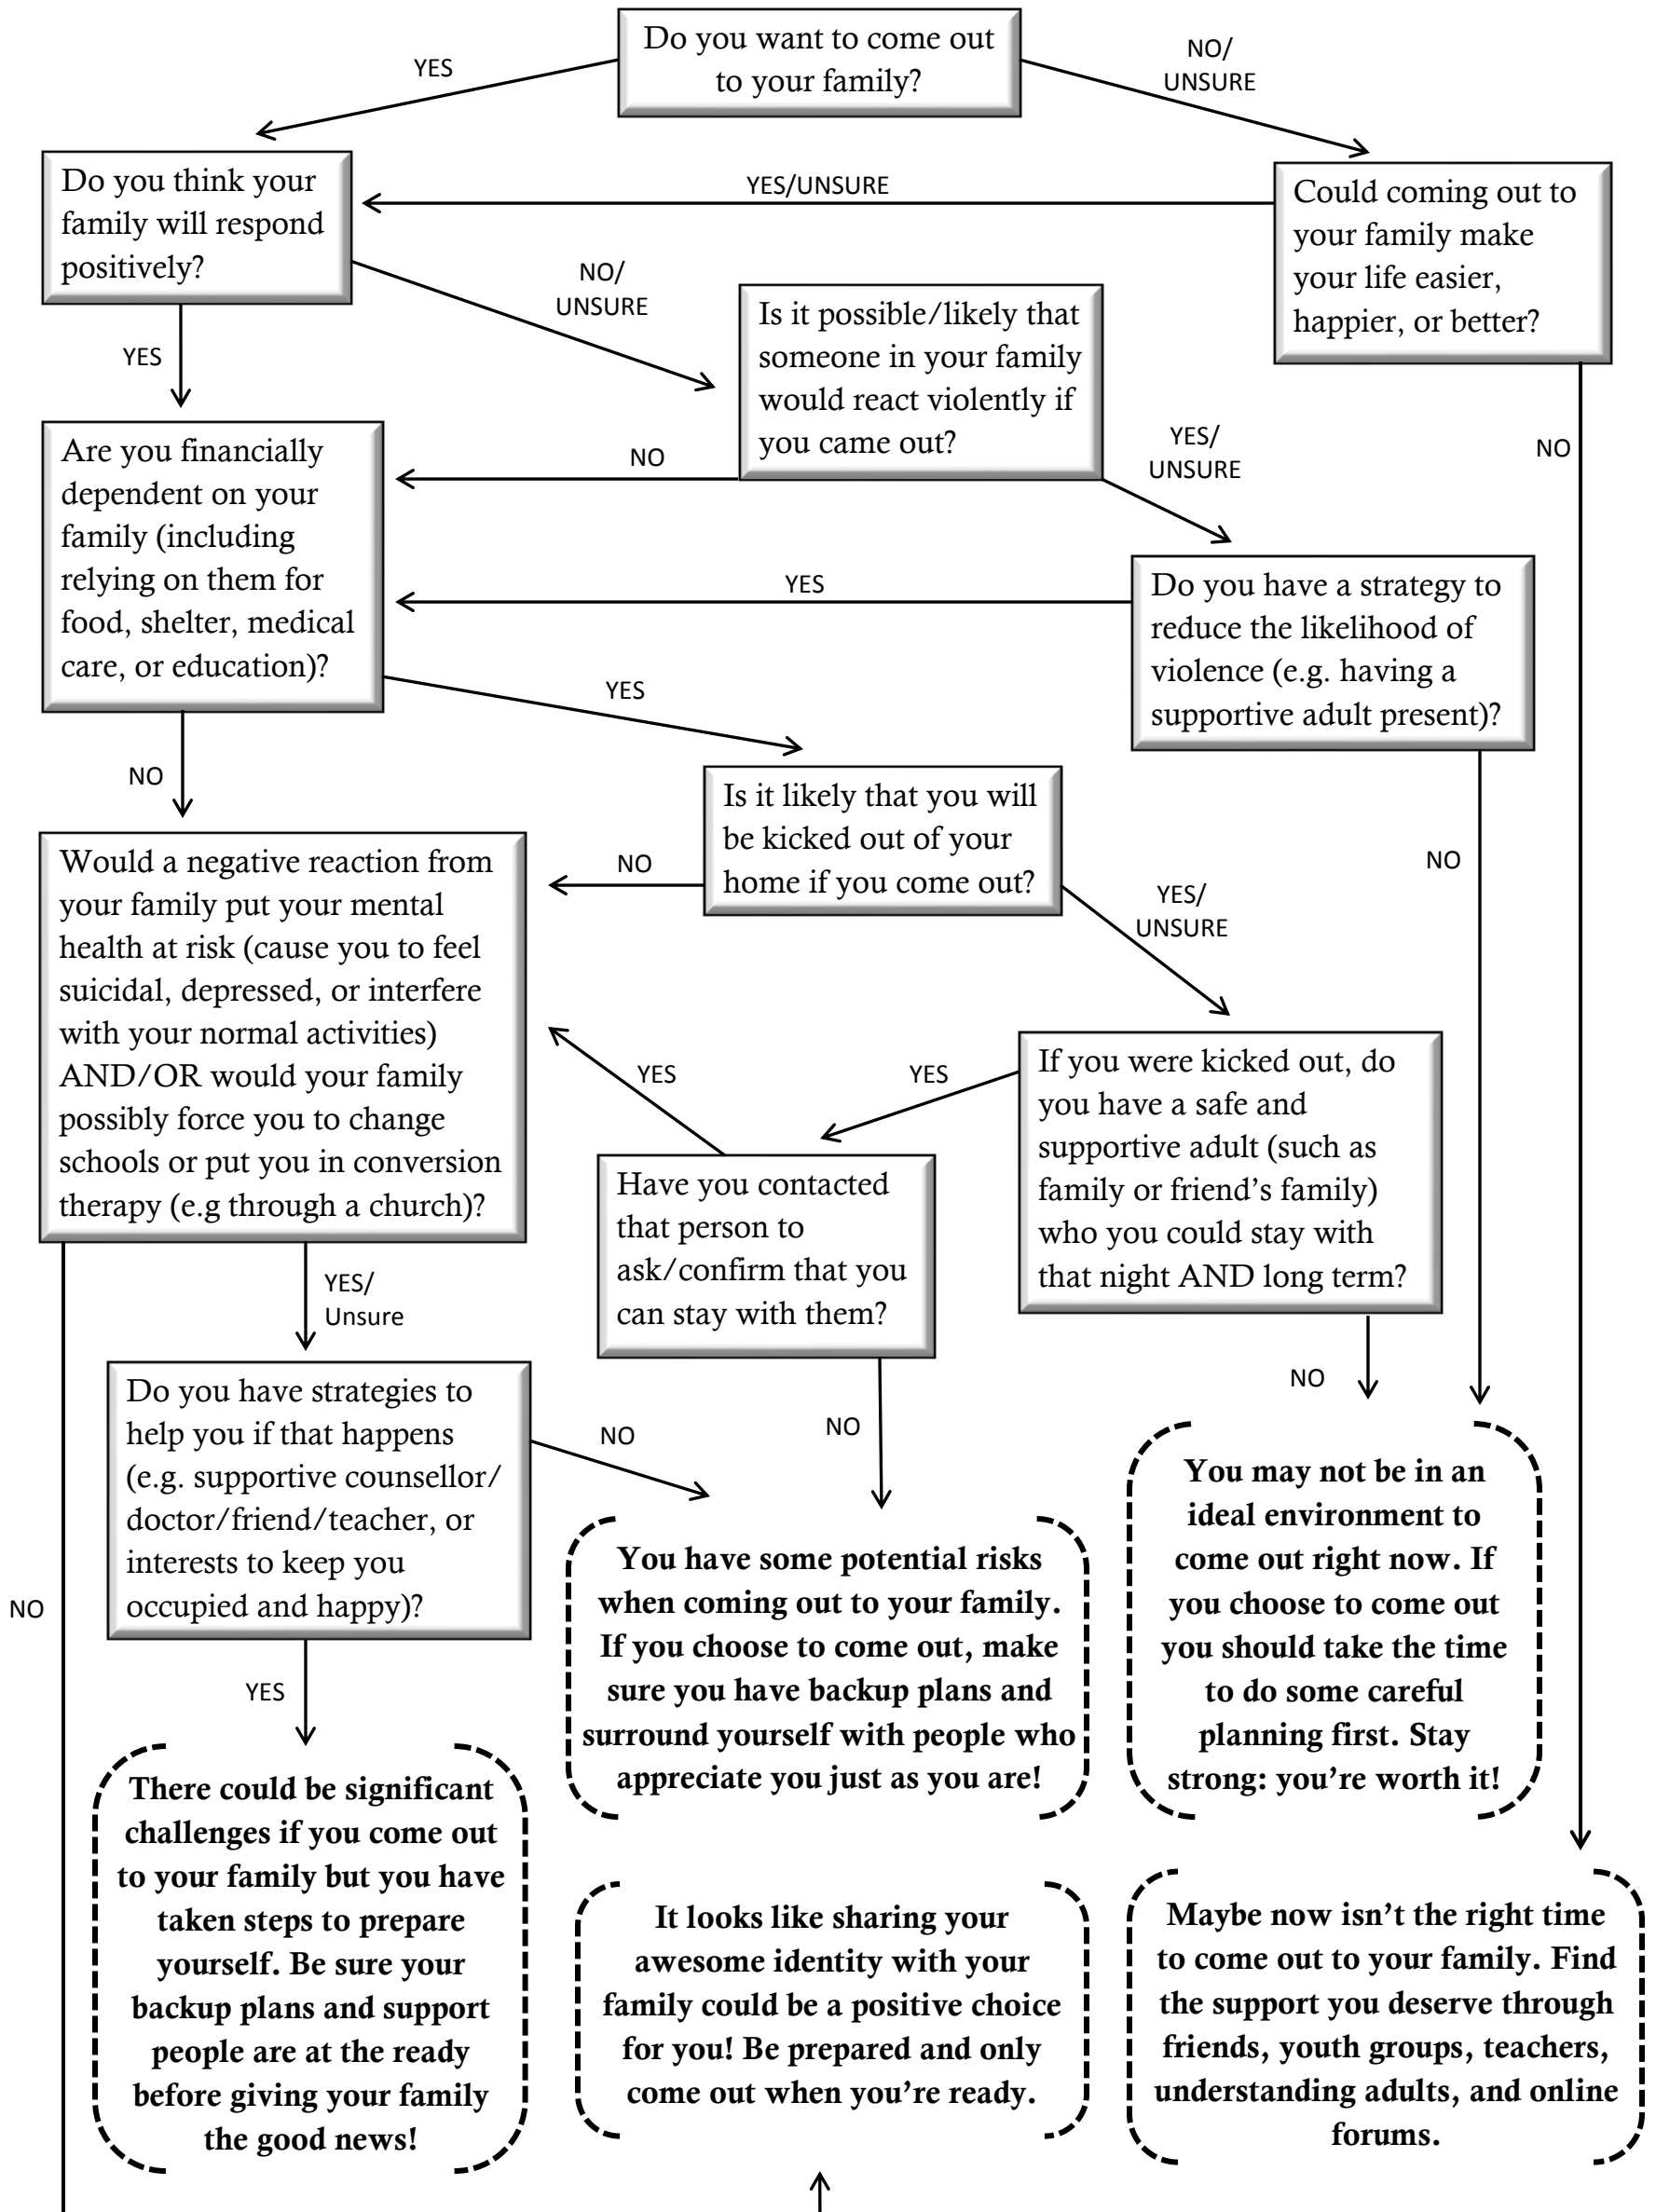 Do you want to come out
to your family?
YES
NO/
UNSURE
Do you think your
family will respond
positively?
YES/UNSURE
Could coming out to
your family make
your life easier,
happier, or better?
NO/
UNSURE
YES
Is it possible/likely that
someone in your family
would react violently if
you came out?
NO
YES/
UNSURE
NO
Are you financially
dependent on your
family (including
relying on them for
food, shelter, medical
care, or education)?
YES
Do you have a strategy to
reduce the likelihood of
violence (e.g. having a
supportive adult present)?
YES
NO
Is it likely that you will
be kicked out of your
home if you come out?
NO
YES/
UNSURE
NO
Would a negative reaction from
your family put your mental
health at risk (cause you to feel
suicidal, depressed, or interfere
with your normal activities)
AND/OR would your family
possibly force you to change
schools or put you in conversion
therapy (e.g through a church)?
YES
YES
If you were kicked out, do
you have a safe and
supportive adult (such as
family or friend's family)
who you could stay with
that night AND long term?
Have you contacted
that person to
ask/confirm that you
can stay with them?
YES/
Unsure
NO
Do you have strategies to
help you if that happens
(e.g. supportive counsellor/
doctor/friend/teacher, or
interests to keep you
occupied and happy)?
NO
NO
NO
YES
You may not be in an
ideal environment to
come out right now. If
you choose to come out
you should take the time
to do some careful
planning first. Stay
strong: you're worth it!
You have some potential risks
when coming out to your family.
If you choose to come out, make
sure you have backup plans and
surround yourself with people who
appreciate you just as you are!
There could be significant
challenges if you come out
to your family but you have
taken steps to prepare
yourself. Be sure your
backup plans and support
people are at the ready
before giving your family
the good news!
It looks like sharing your
awesome identity with your
family could be a positive choice
for you! Be prepared and only
come out when you're ready.
Maybe now isn't the right time
to come out to your family. Find
the support you deserve through
friends, youth groups, teachers,
understanding adults, and online
forums.